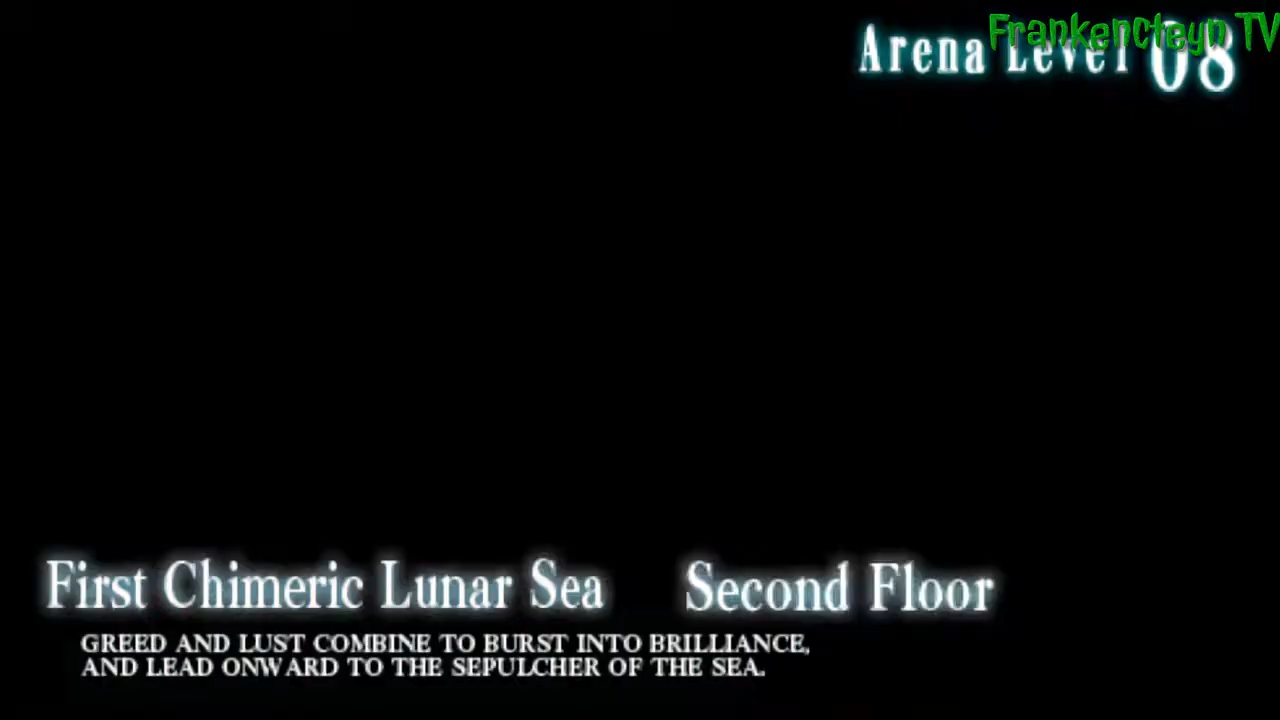 Frankencteyn TV
Arena Level 08
First Chimeric Lunar Sea Second Floor
GREED AND LUST COMBINE TO BURST INTO BRILLIANCE,
AND LEAD ONWARD TO THE SEPULCHER OF THE SEA.